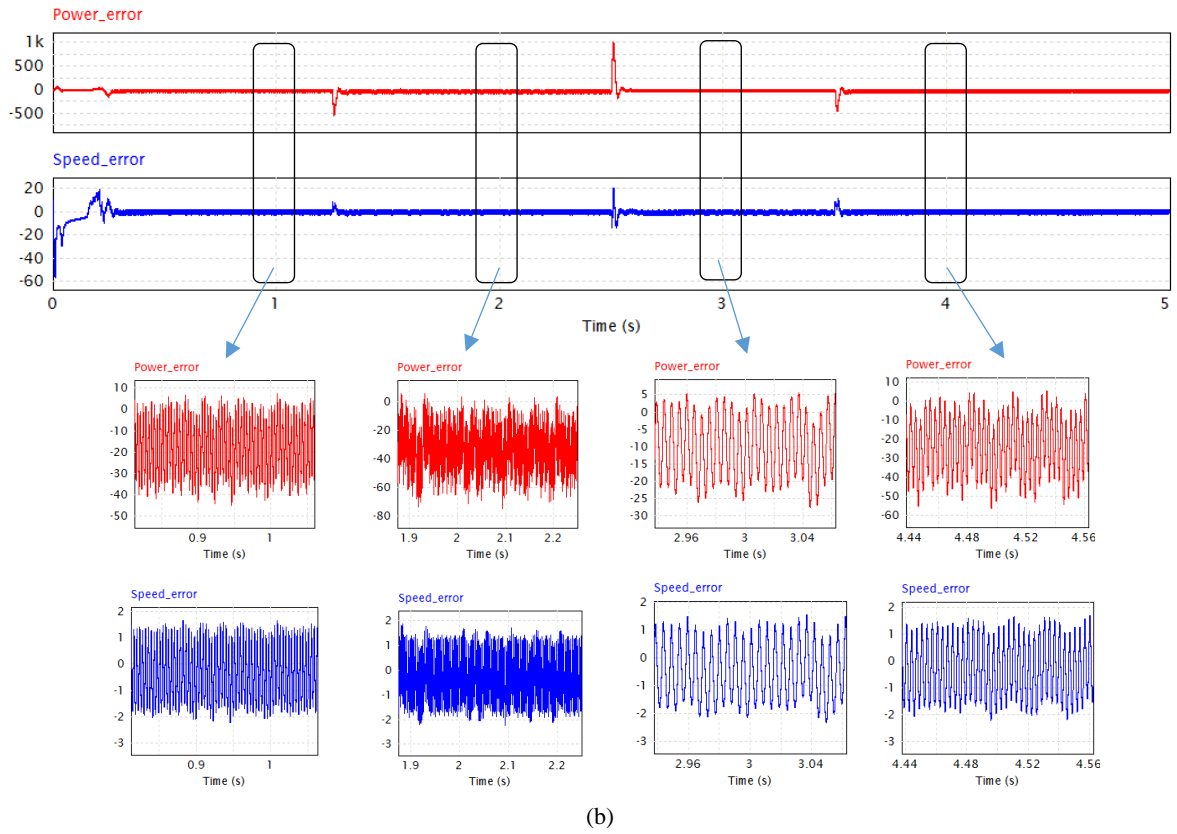 Power_error
1k
500
0
-500
Speed_error
20
0
-20
-40
-60
0 1 2 3 4 5
Time (s)
Power_error Power_error Power_error Power_error
10
0
-10
-20
-30
-40
-50
0.9 1
Time (s)
20
0
-20
-40
-60
-80
1.9 2 2.1 2.2
Time (s)
5
0
-5
-10
-15
-20
-25
-30
2.96 3 3.04
Time (s)
10
0
-10
-20
-30
-40
-50
-60
4.44 4.48 4.52 4.56
Time (s)
Speed_error Speed_error Speed_error Speed_error
2
1
0
-1
-2
-3
0.9 1
Time (s)
2
1
0
-1
-2
-3
1.9 2 2.1 2.2
Time (s)
2
1
0
-1
-2
-3
2.96 3 3.04
Time (s)
2
1
0
-1
-2
-3
4.44 4.48 4.52 4.56
Time (s)
(b)